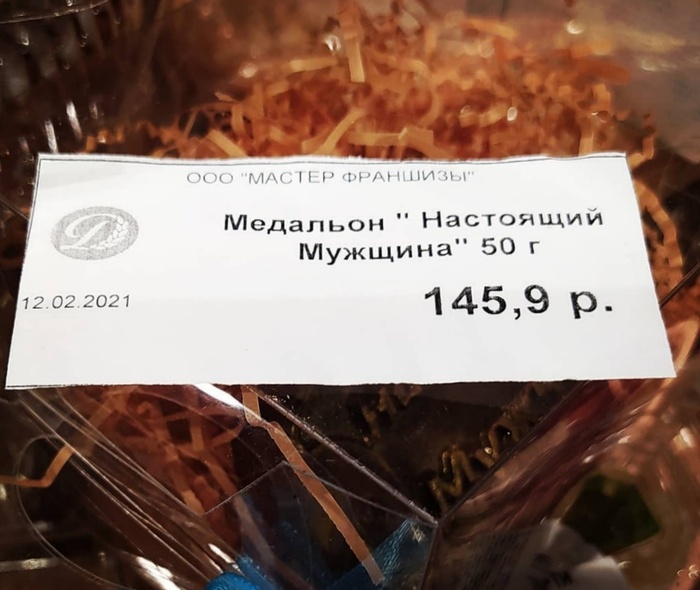 ООО "МАСТЕР ФРАНШИЗЫ"
Медальон " Настоящий
Мужщина" 50 г
12.02.2021
145,9 р.